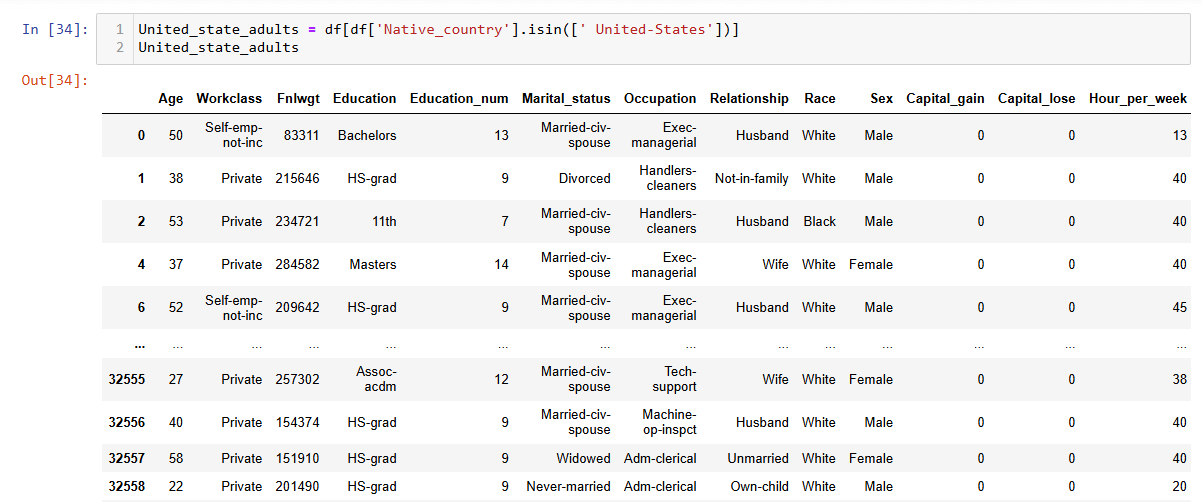 In [34]:
1 United_state_adults = df[df['Native_country'].isin([' United-States'])]
2 United_state_adults
Out[34]:
Age Workclass Fnlwgt Education Education_num Marital_status Occupation Relationship Race Sex Capital_gain Capital_lose Hour_per_week
0 50 Self-emp-not-inc 83311 Bachelors 13 Married-civ-spouse Exec-managerial Husband White Male 0 0 13
1 38 Private 215646 HS-grad 9 Divorced Handlers-cleaners Not-in-family White Male 0 0 40
2 53 Private 234721 11th 7 Married-civ-spouse Handlers-cleaners Husband Black Male 0 0 40
4 37 Private 284582 Masters 14 Married-civ-spouse Exec-managerial Wife White Female 0 0 40
6 52 Self-emp-not-inc 209642 HS-grad 9 Married-civ-spouse Exec-managerial Husband White Male 0 0 45
... ... ... ... ... ... ... ... ... ... ... ... ... ...
32555 27 Private 257302 Assoc-acdm 12 Married-civ-spouse Tech-support Wife White Female 0 0 38
32556 40 Private 154374 HS-grad 9 Married-civ-spouse Machine-op-inspct Husband White Male 0 0 40
32557 58 Private 151910 HS-grad 9 Widowed Adm-clerical Unmarried White Female 0 0 40
32558 22 Private 201490 HS-grad 9 Never-married Adm-clerical Own-child White Male 0 0 20